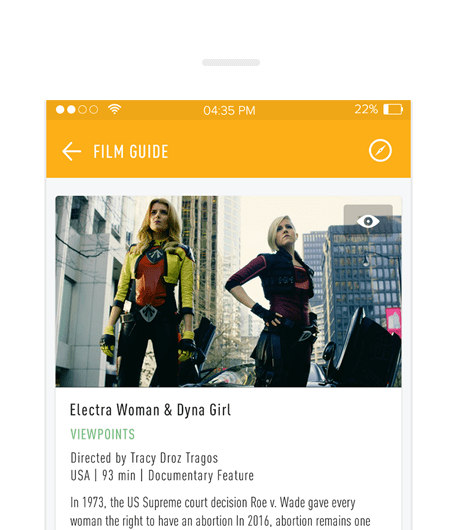 04:35 PM 22%
FILM GUIDE
Electra Woman & Dyna Girl
VIEWPOINTS
Directed by Tracy Droz Tragos
USA | 93 min | Documentary Feature
In 1973, the US Supreme court decision Roe v. Wade gave every
woman the right to have an abortion In 2016, abortion remains one